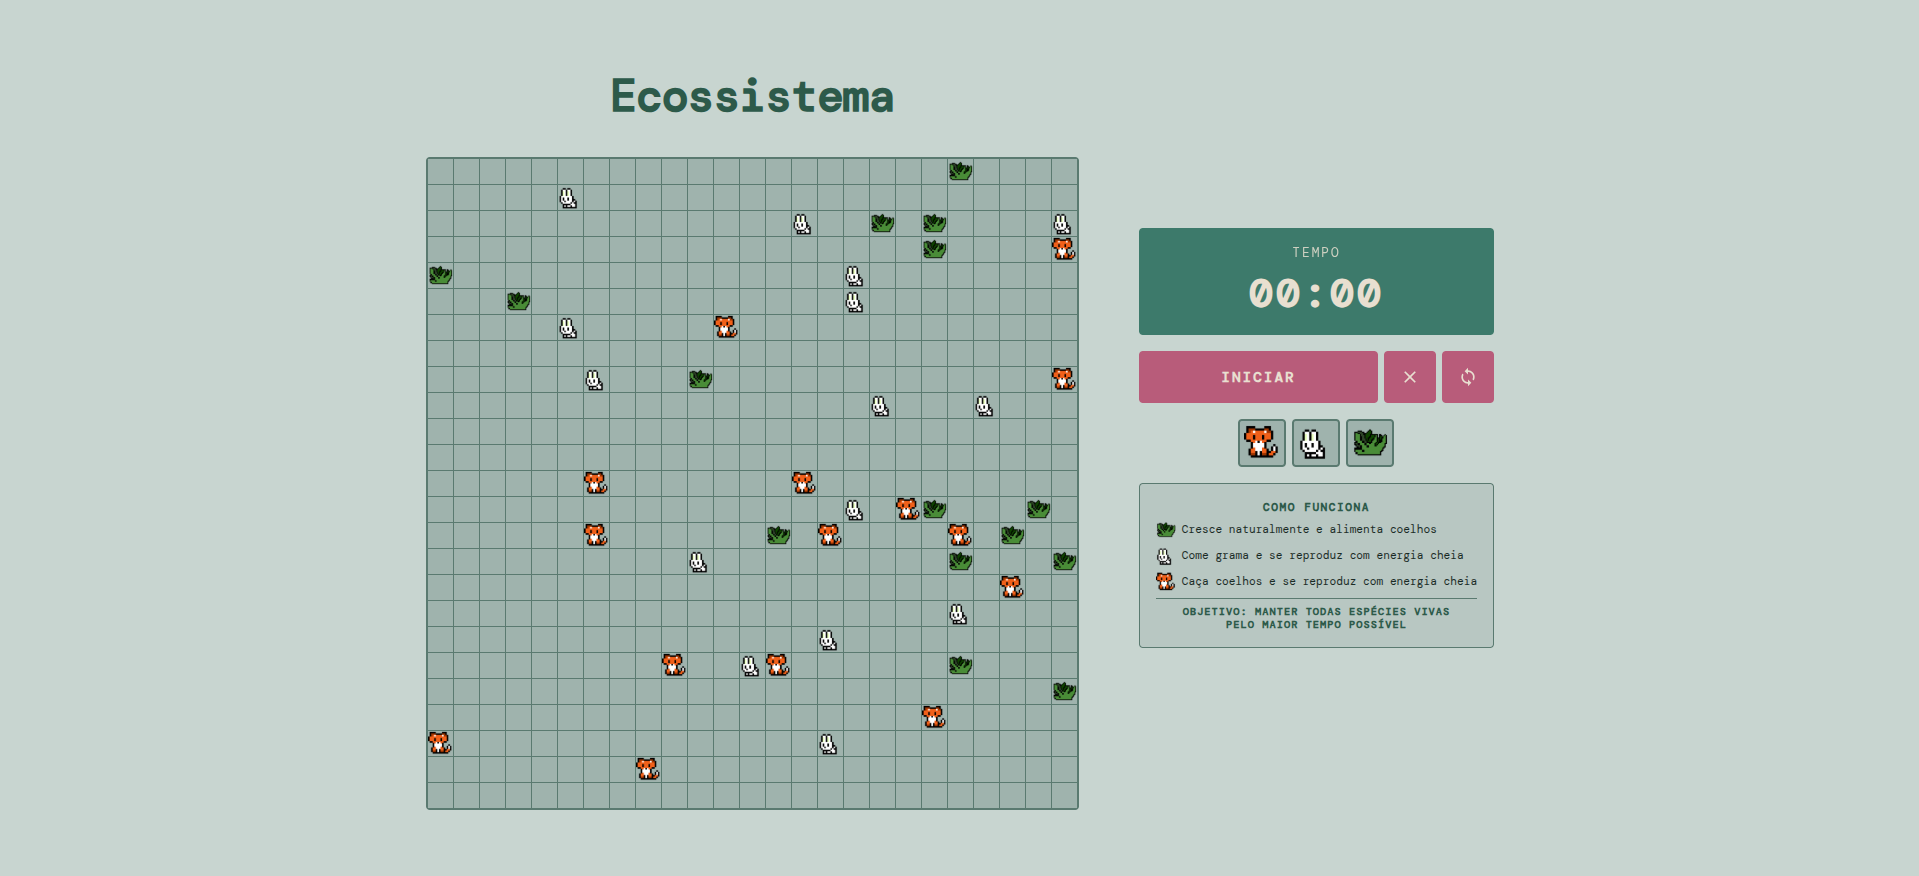 Ecossistema
TEMPO
00:00
INICIAR
COMO FUNCIONA
Cresce naturalmente e alimenta coelhos
Come grama e se reproduz com energia cheia
Caça coelhos e se reproduz com energia cheia
OBJETIVO: MANTER TODAS ESPÉCIES VIVAS
PELO MAIOR TEMPO POSSÍVEL